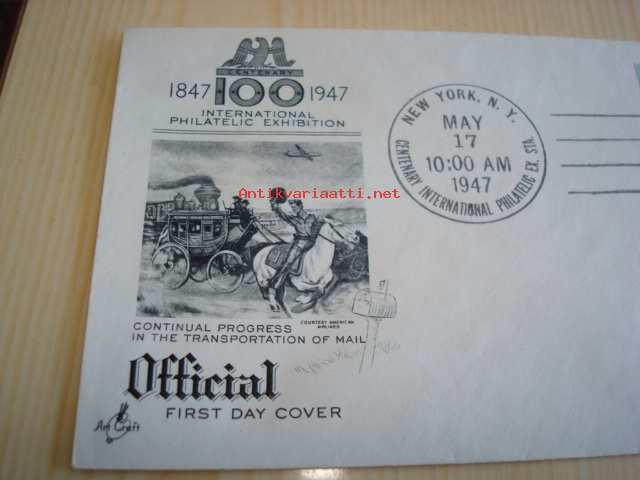 CENTENARY
1847 100 1947
INTERNATIONAL
PHILATELIC EXHIBITION
NEW YORK, N. Y.
MAY
17
10:00 AM
1947
CENTENARY INTERNATIONAL PHILATELIC EX. STA.
Antikvariaatti.net
COURTESY AMERICAN
AIRLINES
CONTINUAL PROGRESS
IN THE TRANSPORTATION OF MAIL
Official
FIRST DAY COVER
Art Craft